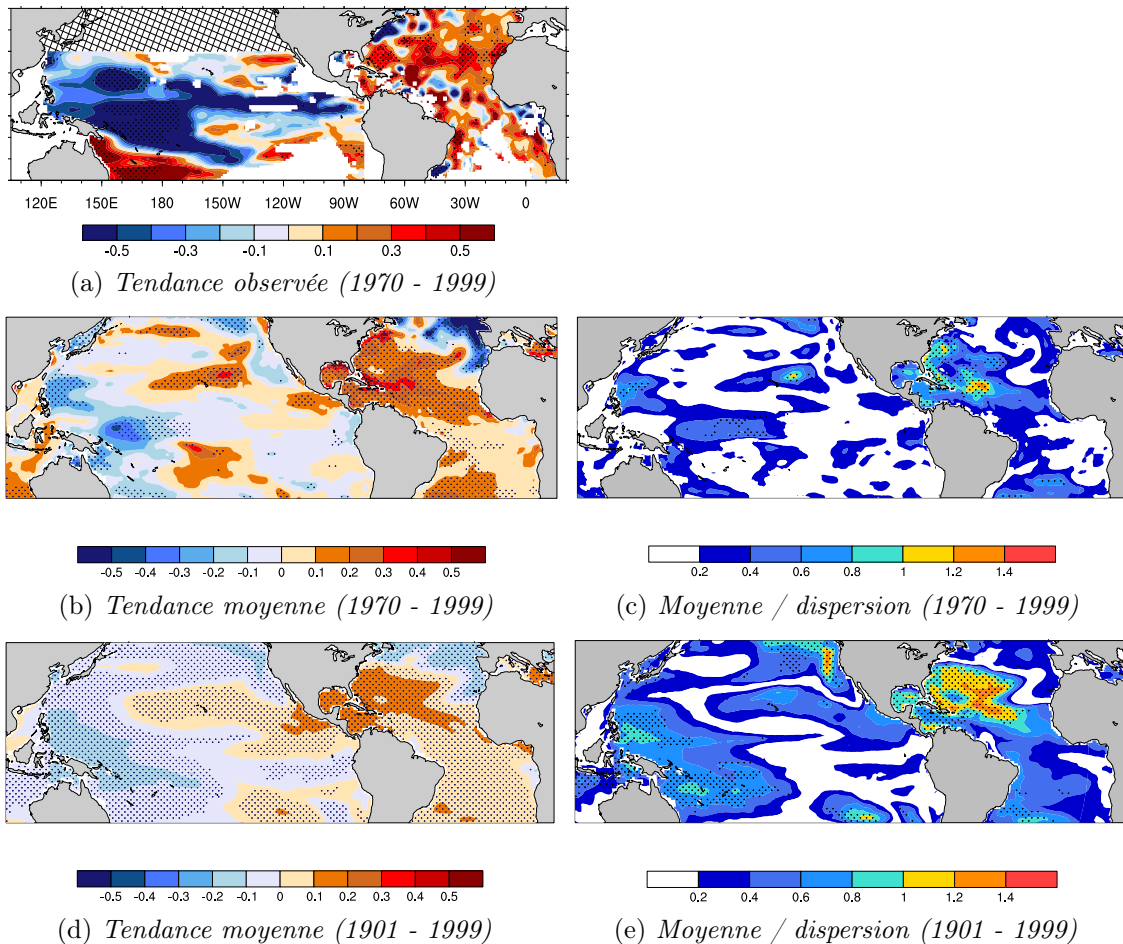 120E 150E 180 150W 120W 90W 60W 30W 0
-0.5 -0.3 -0.1 0.1 0.3 0.5
(a) Tendance observée (1970 - 1999)
-0.5 -0.4 -0.3 -0.2 -0.1 0 0.1 0.2 0.3 0.4 0.5
(b) Tendance moyenne (1970 - 1999)
0.2 0.4 0.6 0.8 1 1.2 1.4
(c) Moyenne / dispersion (1970 - 1999)
-0.5 -0.4 -0.3 -0.2 -0.1 0 0.1 0.2 0.3 0.4 0.5
(d) Tendance moyenne (1901 - 1999)
0.2 0.4 0.6 0.8 1 1.2 1.4
(e) Moyenne / dispersion (1901 - 1999)